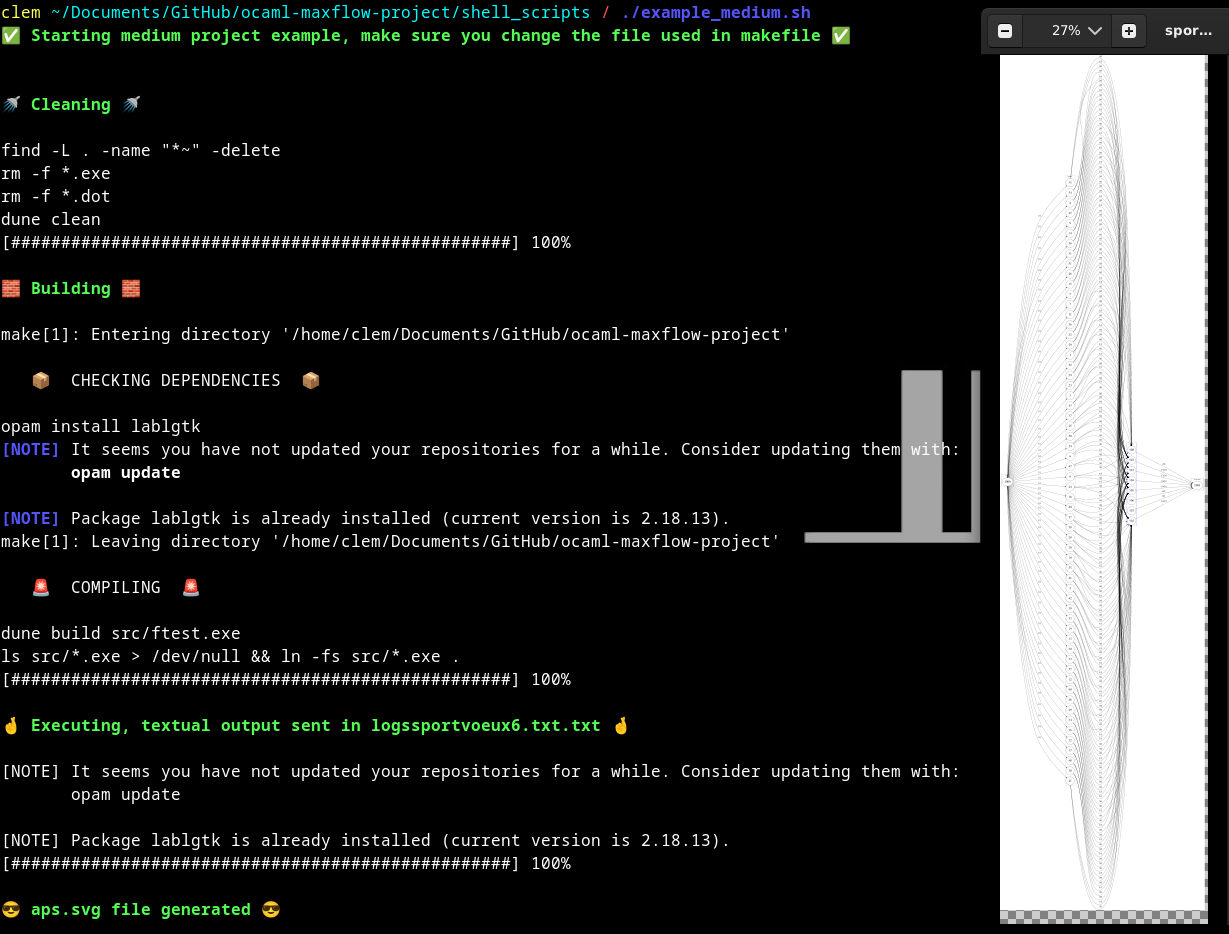 clem ~/Documents/GitHub/ocaml-maxflow-project/shell_scripts / ./example_medium.sh
✅ Starting medium project example, make sure you change the file used in makefile ✅
27%
spor...
🚿 Cleaning 🚿
find -L . -name "*~" -delete
rm -f *.exe
rm -f *.dot
dune clean
[##################################################] 100%
🧱 Building 🧱
make[1]: Entering directory '/home/clem/Documents/GitHub/ocaml-maxflow-project'
📦 CHECKING DEPENDENCIES 📦
opam install lablgtk
[NOTE] It seems you have not updated your repositories for a while. Consider updating them with:
opam update
[NOTE] Package lablgtk is already installed (current version is 2.18.13).
make[1]: Leaving directory '/home/clem/Documents/GitHub/ocaml-maxflow-project'
🚨 COMPILING 🚨
dune build src/ftest.exe
ls src/*.exe > /dev/null && ln -fs src/*.exe .
[##################################################] 100%
🤞 Executing, textual output sent in logssportvoeux6.txt.txt 🤞
[NOTE] It seems you have not updated your repositories for a while. Consider updating them with:
opam update
[NOTE] Package lablgtk is already installed (current version is 2.18.13).
[##################################################] 100%
😎 aps.svg file generated 😎